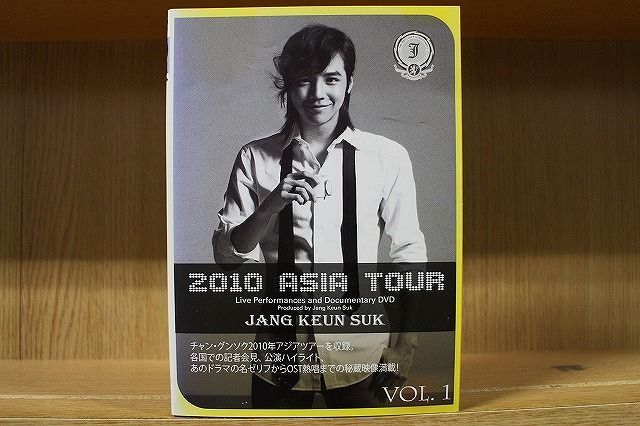 J
2010 ASIA TOUR
Live Performances and Documentary DVD
Produced by Jang Keun Suk
JANG KEUN SUK
チャン・グンソク2010年アジアツアーを収録。
各国での記者会見、公演ハイライト、
あのドラマの名ゼリフからOST熱唱までの秘蔵映像満載!
VOL. 1